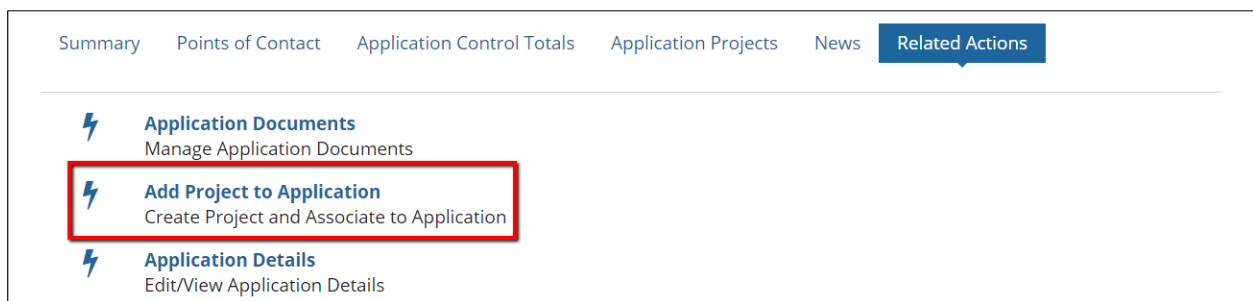 Summary Points of Contact Application Control Totals Application Projects News Related Actions
Application Documents
Manage Application Documents
Add Project to Application
Create Project and Associate to Application
Application Details
Edit/View Application Details